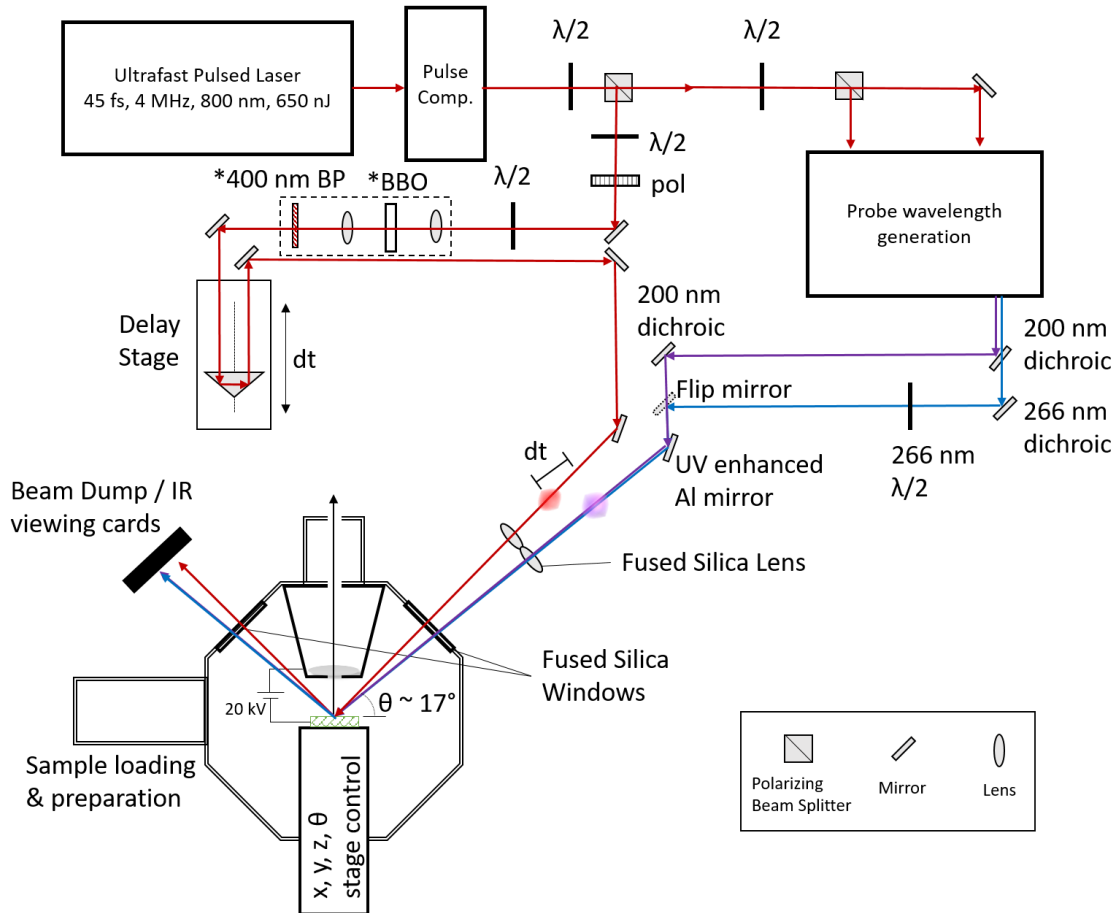 λ/2
λ/2
Ultrafast Pulsed Laser
45 fs, 4 MHz, 800 nm, 650 nJ
Pulse
Comp.
λ/2
pol
*400 nm BP
*BBO
λ/2
Probe wavelength
generation
Delay
Stage
dt
200 nm
dichroic
200 nm
dichroic
Flip mirror
266 nm
dichroic
266 nm
λ/2
UV enhanced
Al mirror
dt
Beam Dump / IR
viewing cards
Fused Silica Lens
Fused Silica
Windows
20 kV
θ ~ 17°
Sample loading
& preparation
x, y, z, θ
stage control
Polarizing
Beam Splitter
Mirror
Lens